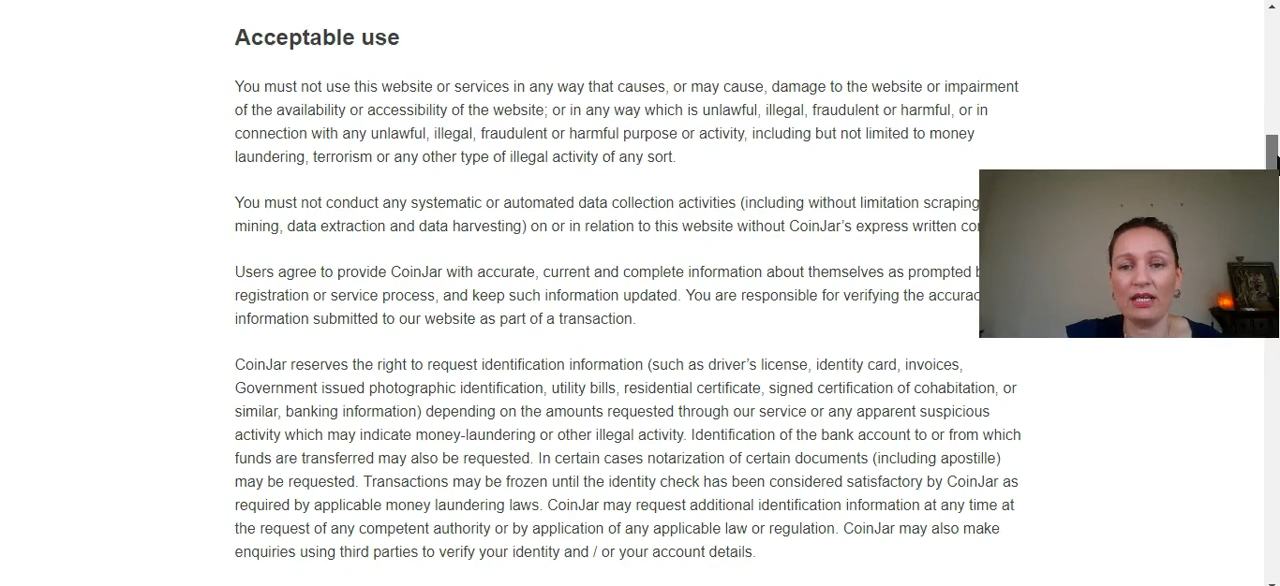 Acceptable use
You must not use this website or services in any way that causes, or may cause, damage to the website or impairment
of the availability or accessibility of the website; or in any way which is unlawful, illegal, fraudulent or harmful, or in
connection with any unlawful, illegal, fraudulent or harmful purpose or activity, including but not limited to money
laundering, terrorism or any other type of illegal activity of any sort.
You must not conduct any systematic or automated data collection activities (including without limitation scraping
mining, data extraction and data harvesting) on or in relation to this website without CoinJar’s express written
Users agree to provide CoinJar with accurate, current and complete information about themselves as prompted
registration or service process, and keep such information updated. You are responsible for verifying the
information submitted to our website as part of a transaction.
CoinJar reserves the right to request identification information (such as driver’s license, identity card, invoices,
Government issued photographic identification, utility bills, residential certificate, signed certification of cohabitation, or
similar, banking information) depending on the amounts requested through our service or any apparent suspicious
activity which may indicate money-laundering or other illegal activity. Identification of the bank account to or from which
funds are transferred may also be requested. In certain cases notarization of certain documents (including apostille)
may be requested. Transactions may be frozen until the identity check has been considered satisfactory by CoinJar as
required by applicable money laundering laws. CoinJar may request additional identification information at any time at
the request of any competent authority or by application of any applicable law or regulation. CoinJar may also make
enquiries using third parties to verify your identity and / or your account details.